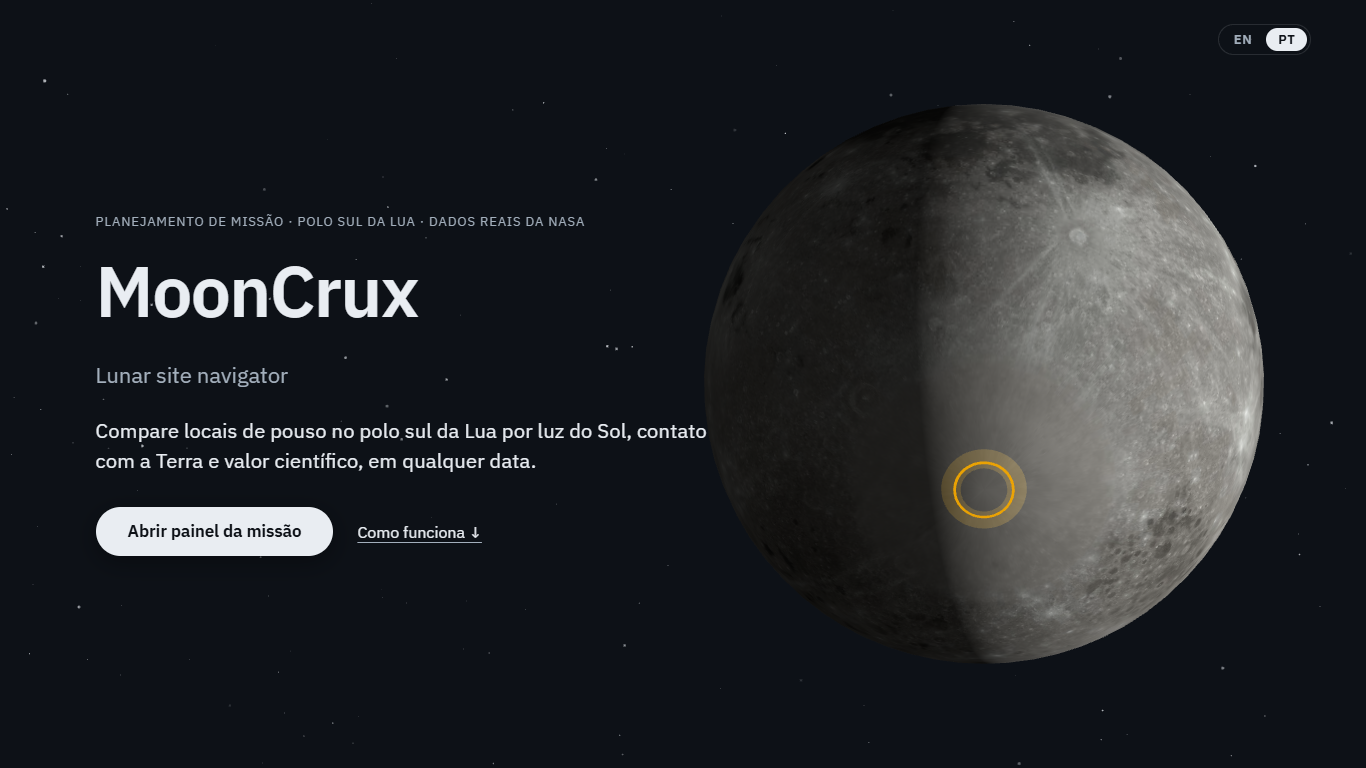 EN PT
PLANEJAMENTO DE MISSÃO · POLO SUL DA LUA · DADOS REAIS DA NASA
MoonCrux
Lunar site navigator
Compare locais de pouso no polo sul da Lua por luz do Sol, contato
com a Terra e valor científico, em qualquer data.
Abrir painel da missão
Como funciona ↓